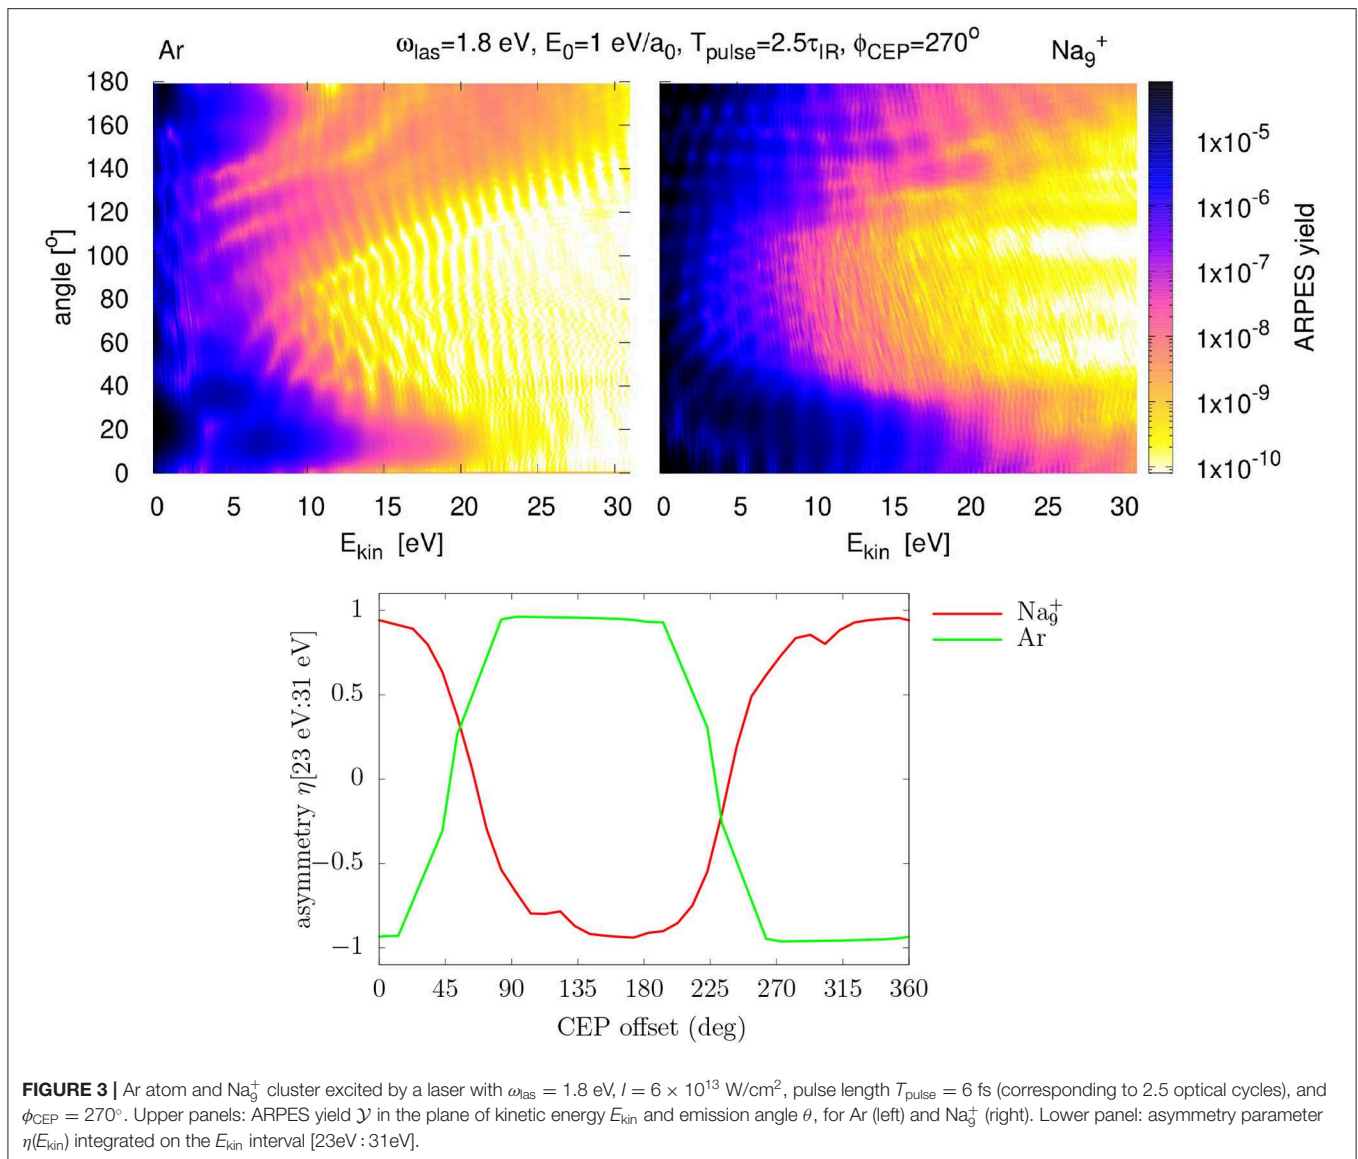 Ar
ω_las=1.8 eV, E_0=1 eV/a_0, T_pulse=2.5τ_IR, ϕ_CEP=270°
Na_9^+
180
160
140
120
100
80
60
40
20
0
angle [°]
0 5 10 15 20 25 30
E_kin [eV]
0 5 10 15 20 25 30
E_kin [eV]
1x10^-5
1x10^-6
1x10^-7
1x10^-8
1x10^-9
1x10^-10
ARPES yield
1
0.5
0
−0.5
−1
asymmetry η[23 eV:31 eV]
0 45 90 135 180 225 270 315 360
CEP offset (deg)
Na_9^+
Ar
FIGURE 3 | Ar atom and Na_9^+ cluster excited by a laser with ω_las = 1.8 eV, I = 6 × 10^13 W/cm^2, pulse length T_pulse = 6 fs (corresponding to 2.5 optical cycles), and
ϕ_CEP = 270°. Upper panels: ARPES yield 𝒴 in the plane of kinetic energy E_kin and emission angle θ, for Ar (left) and Na_9^+ (right). Lower panel: asymmetry parameter
η(E_kin) integrated on the E_kin interval [23eV : 31eV].